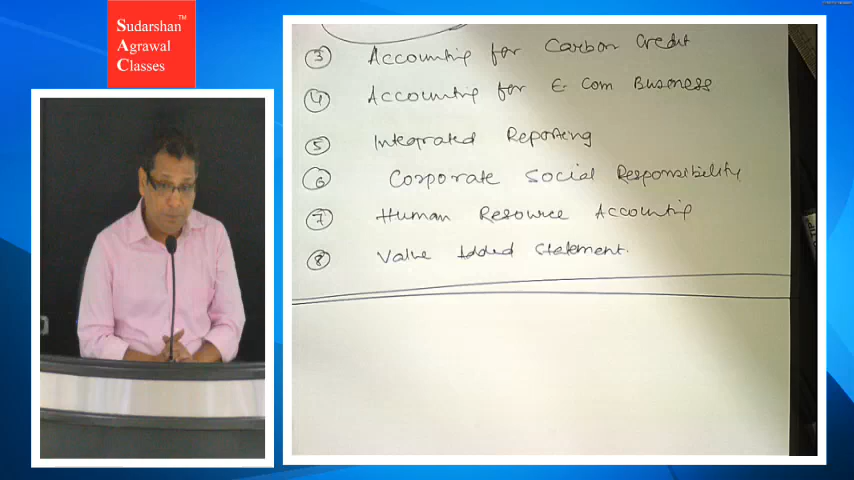 Sudarshan™
Agrawal
Classes
3 Accounting for Carbon Credit
4 Accounting for E-Com Business
5 Integrated Reporting
6 Corporate Social Responsibility
7 Human Resource Accounting
8 Value Added Statement.